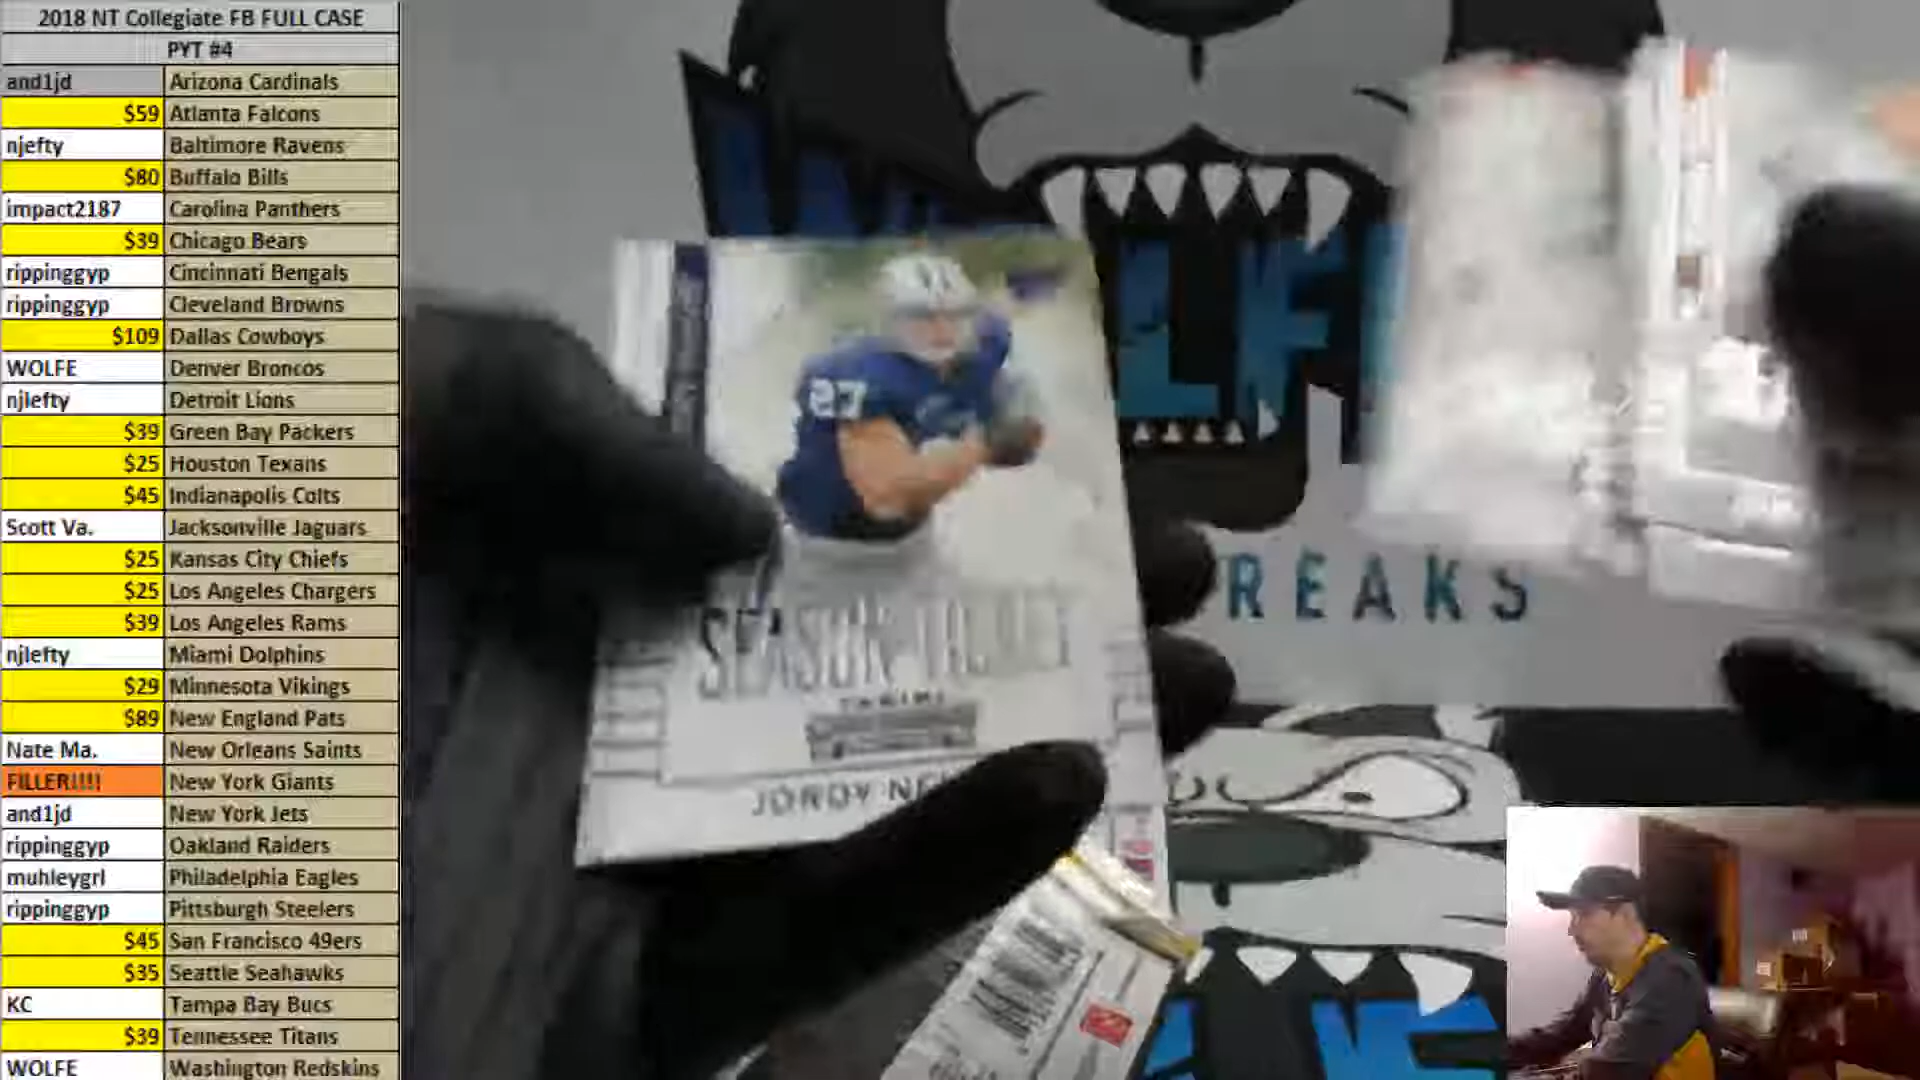 2018 NT Collegiate FB FULL CASE
PYT #4
and1jd Arizona Cardinals
$59 Atlanta Falcons
njefty Baltimore Ravens
$80 Buffalo Bills
impact2187 Carolina Panthers
$39 Chicago Bears
rippinggyp Cincinnati Bengals
rippinggyp Cleveland Browns
$109 Dallas Cowboys
WOLFE Denver Broncos
njlefty Detroit Lions
$39 Green Bay Packers
$25 Houston Texans
$45 Indianapolis Colts
Scott Va. Jacksonville Jaguars
$25 Kansas City Chiefs
$25 Los Angeles Chargers
$39 Los Angeles Rams
njlefty Miami Dolphins
$29 Minnesota Vikings
$89 New England Pats
Nate Ma. New Orleans Saints
FILLER!!!! New York Giants
and1jd New York Jets
rippinggyp Oakland Raiders
muhleygrl Philadelphia Eagles
rippinggyp Pittsburgh Steelers
$45 San Francisco 49ers
$35 Seattle Seahawks
KC Tampa Bay Bucs
$39 Tennessee Titans
WOLFE Washington Redskins
27
SEASON TICKET
PANINI
JORDY
REAKS